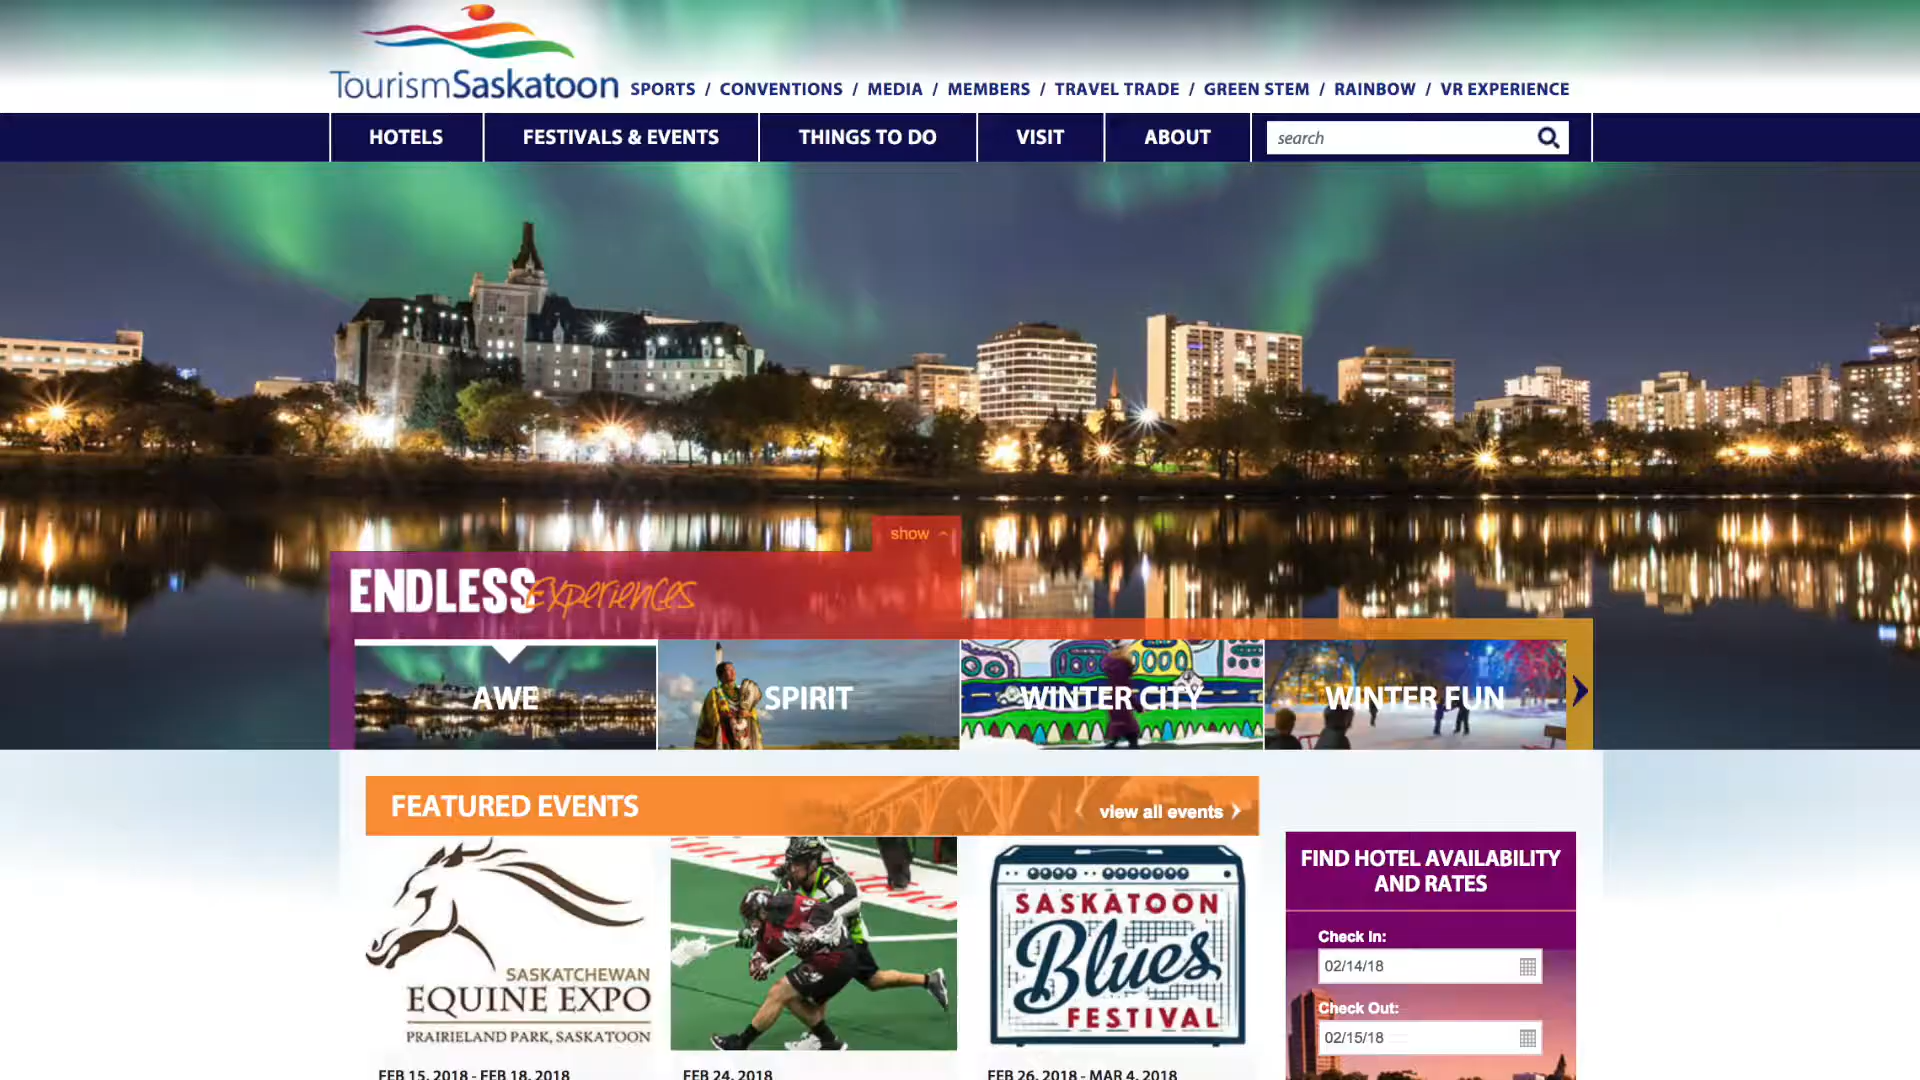 TourismSaskatoon
SPORTS / CONVENTIONS / MEDIA / MEMBERS / TRAVEL TRADE / GREEN STEM / RAINBOW / VR EXPERIENCE
HOTELS FESTIVALS & EVENTS THINGS TO DO VISIT ABOUT search
show
ENDLESS Experiences
AWE SPIRIT WINTER CITY WINTER FUN
FEATURED EVENTS
view all events
SASKATCHEWAN
EQUINE EXPO
PRAIRIELAND PARK, SASKATOON
SASKATOON
Blues
FESTIVAL
FEB 15, 2018 - FEB 18, 2018
FEB 24, 2018
FEB 26, 2018 - MAR 4, 2018
FIND HOTEL AVAILABILITY
AND RATES
Check In:
02/14/18
Check Out:
02/15/18